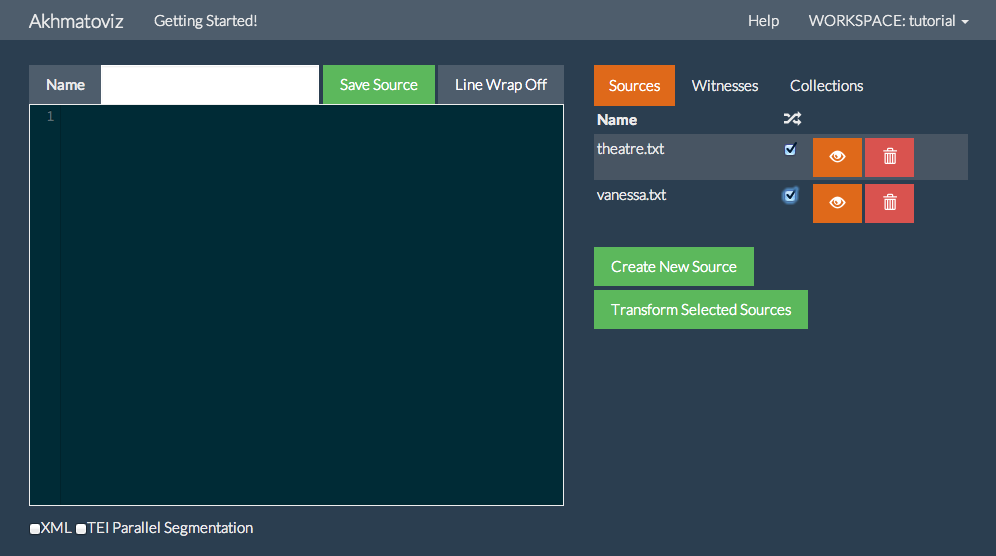 Akhmatoviz Getting Started! Help WORKSPACE: tutorial
Name Save Source Line Wrap Off
1
XML TEI Parallel Segmentation
Sources Witnesses Collections
Name
theatre.txt
vanessa.txt
Create New Source
Transform Selected Sources